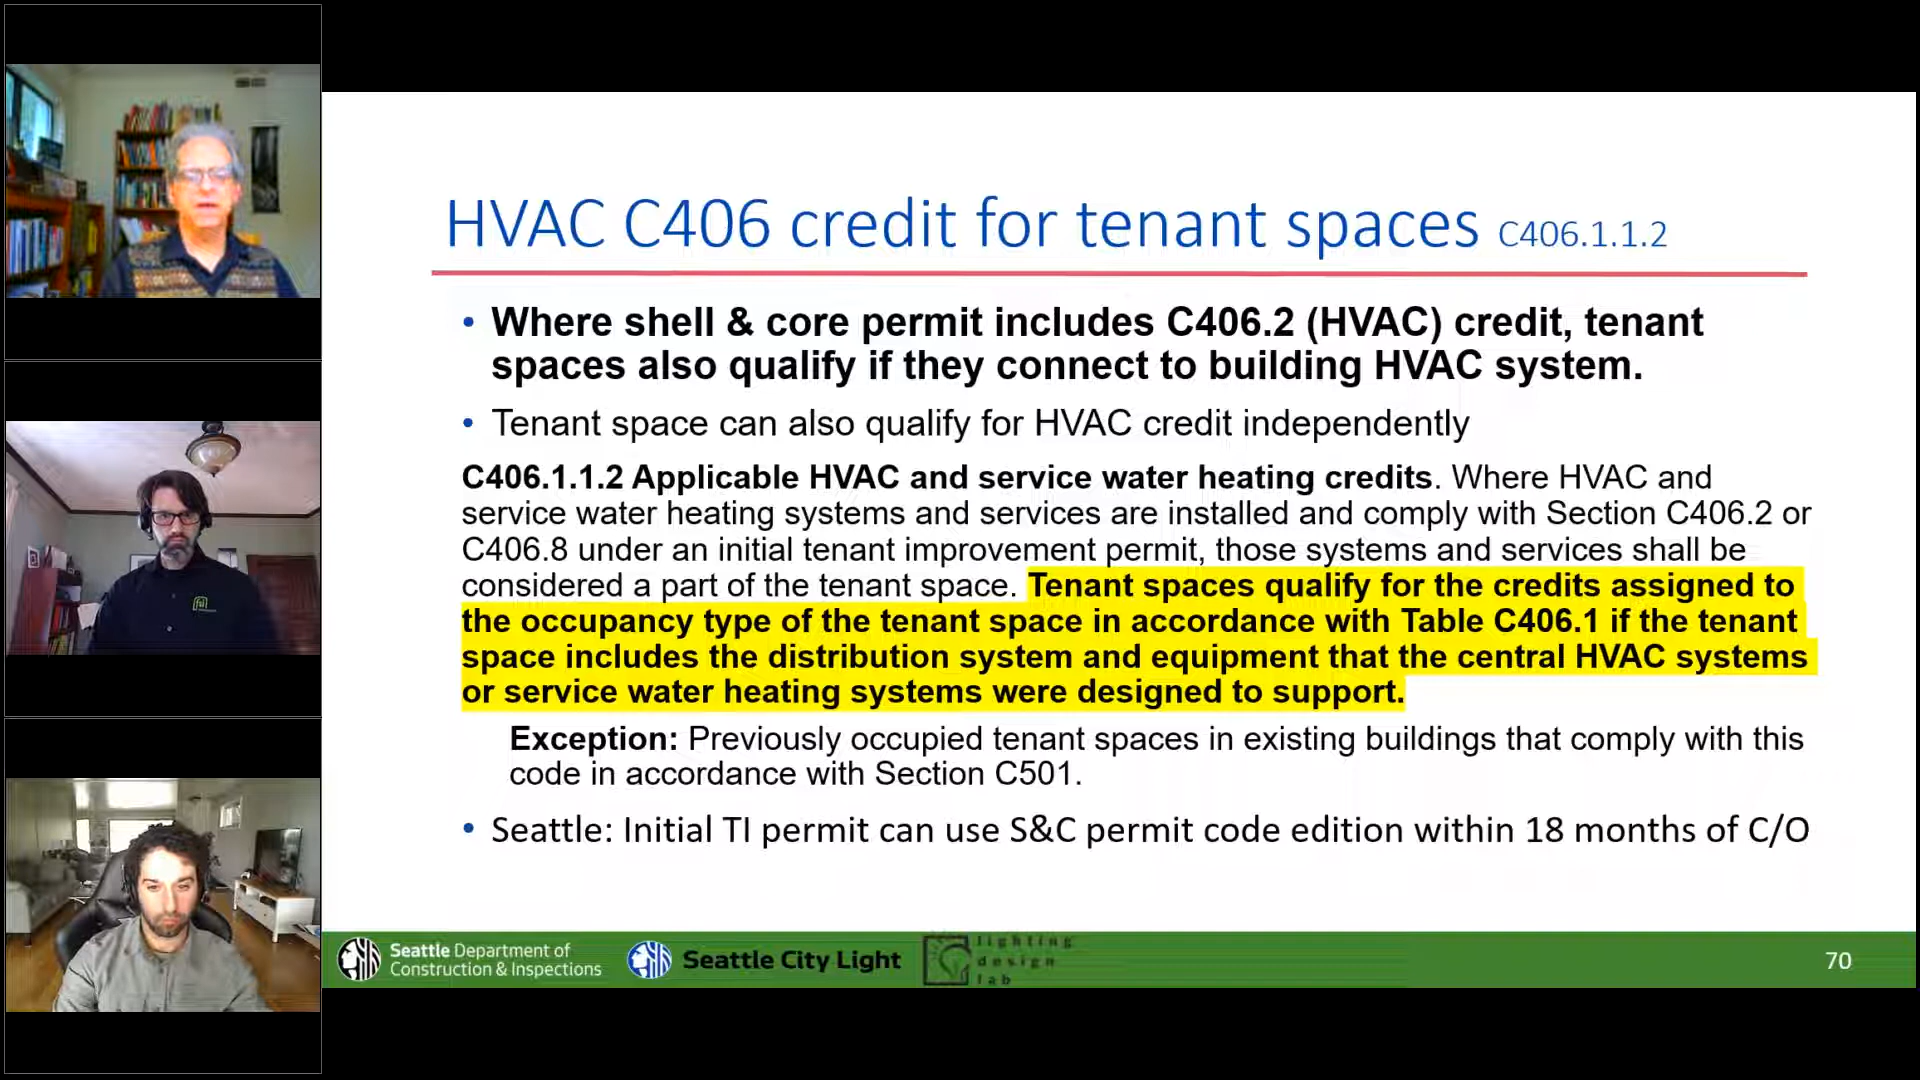 HVAC C406 credit for tenant spaces C406.1.1.2
• Where shell & core permit includes C406.2 (HVAC) credit, tenant
spaces also qualify if they connect to building HVAC system.
• Tenant space can also qualify for HVAC credit independently
C406.1.1.2 Applicable HVAC and service water heating credits. Where HVAC and
service water heating systems and services are installed and comply with Section C406.2 or
C406.8 under an initial tenant improvement permit, those systems and services shall be
considered a part of the tenant space. Tenant spaces qualify for the credits assigned to
the occupancy type of the tenant space in accordance with Table C406.1 if the tenant
space includes the distribution system and equipment that the central HVAC systems
or service water heating systems were designed to support.
Exception: Previously occupied tenant spaces in existing buildings that comply with this
code in accordance with Section C501.
• Seattle: Initial TI permit can use S&C permit code edition within 18 months of C/O
Seattle Department of
Construction & Inspections
Seattle City Light
lighting
design
lab
70